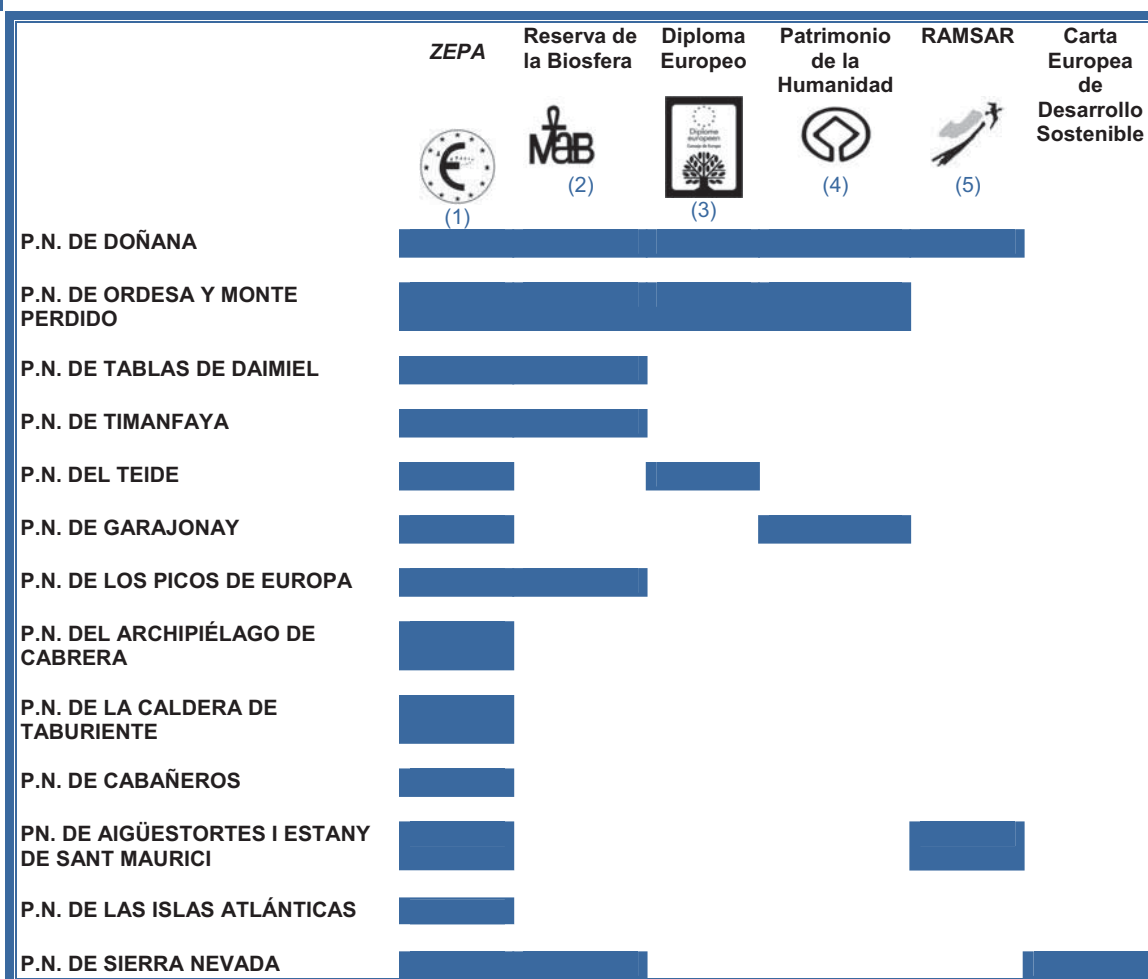 ZEPA
Reserva de
la Biosfera
Diploma
Europeo
Patrimonio
de la
Humanidad
RAMSAR
Carta
Europea
de
Desarrollo
Sostenible
MaB
Diplome
européen
(1)
(2)
(3)
(4)
(5)
P.N. DE DOÑANA
P.N. DE ORDESA Y MONTE
PERDIDO
P.N. DE TABLAS DE DAIMIEL
P.N. DE TIMANFAYA
P.N. DEL TEIDE
P.N. DE GARAJONAY
P.N. DE LOS PICOS DE EUROPA
P.N. DEL ARCHIPIÉLAGO DE
CABRERA
P.N. DE LA CALDERA DE
TABURIENTE
P.N. DE CABAÑEROS
PN. DE AIGÜESTORTES I ESTANY
DE SANT MAURICI
P.N. DE LAS ISLAS ATLÁNTICAS
P.N. DE SIERRA NEVADA